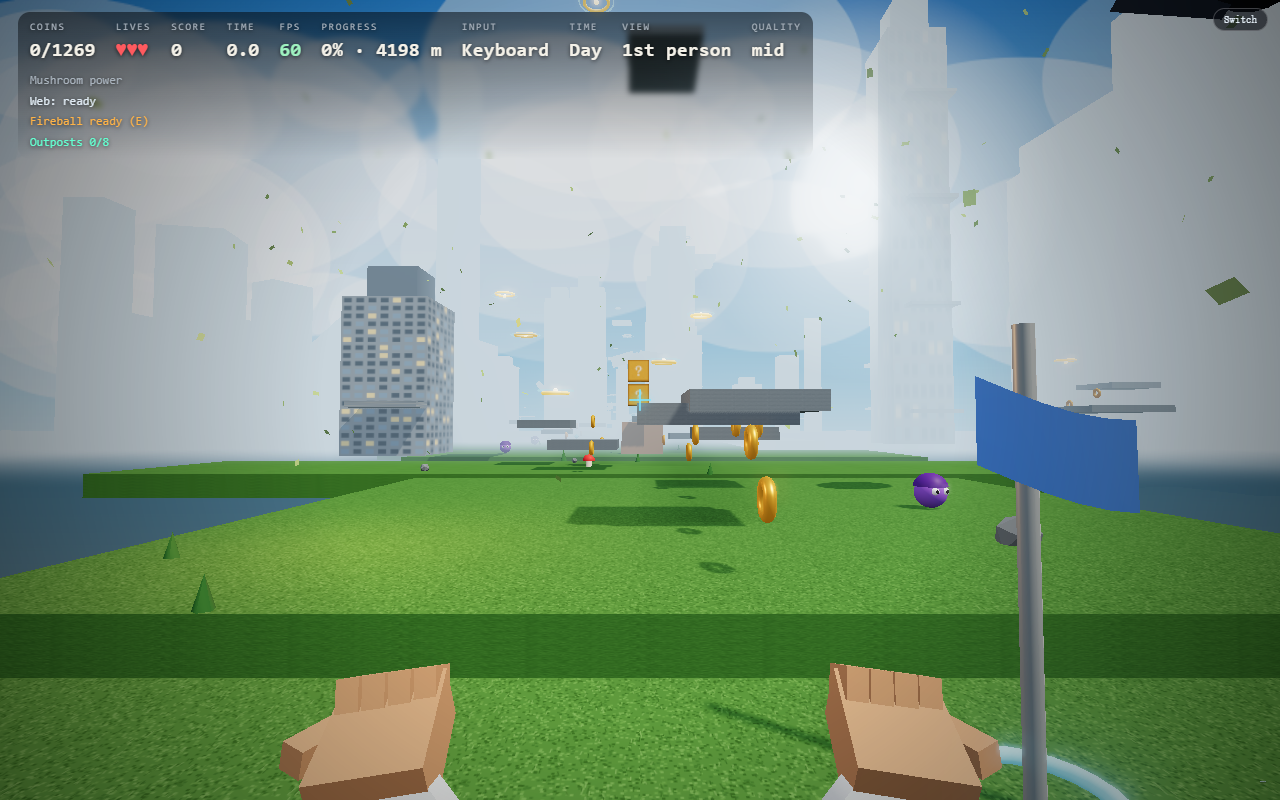 COINS LIVES SCORE TIME FPS PROGRESS INPUT TIME VIEW QUALITY
0/1269 ♥♥♥ 0 0.0 60 0% · 4198 m Keyboard Day 1st person mid
Switch
Mushroom power
Web: ready
Fireball ready (E)
Outposts 0/8
?
?